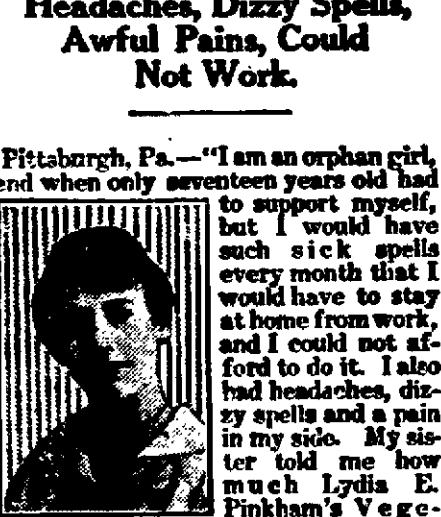 Headaches, Dizzy Spells,
Awful Pains, Could
Not Work.
Pittsburgh, Pa.—"I am an orphan girl,
and when only seventeen years old had
to support myself,
but I would have
such sick spells
every month that I
would have to stay
at home from work,
and I could not af-
ford to do it. I also
had headaches, diz-
zy spells and a pain
in my side. My sis-
ter told me how
much Lydia E.
Pinkham's Vege-